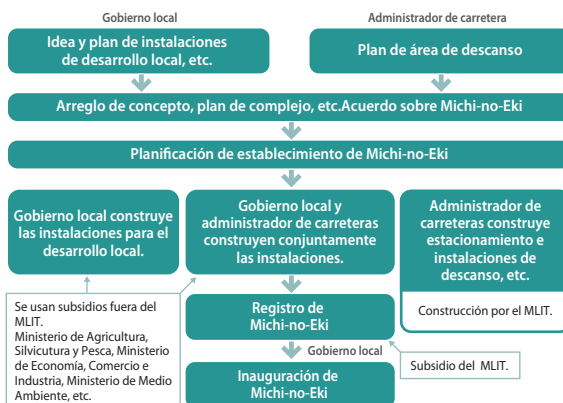 Gobierno local
Administrador de carretera
Idea y plan de instalaciones
de desarrollo local, etc.
Plan de área de descanso
Arreglo de concepto, plan de complejo, etc.Acuerdo sobre Michi-no-Eki
Planificación de establecimiento de Michi-no-Eki
Gobierno local construye
las instalaciones para el
desarrollo local.
Gobierno local y
administrador de carreteras
construyen conjuntamente
las instalaciones.
Administrador de
carreteras construye
estacionamiento e
instalaciones de
descanso, etc.
Construcción por el MLIT.
Se usan subsidios fuera del
MLIT.
Ministerio de Agricultura,
Silvicutura y Pesca, Ministerio
de Economía, Comercio e
Industria, Ministerio de Medio
Ambiente, etc.
Registro de
Michi-no-Eki
Gobierno local
Subsidio del MLIT.
Inauguración de
Michi-no-Eki